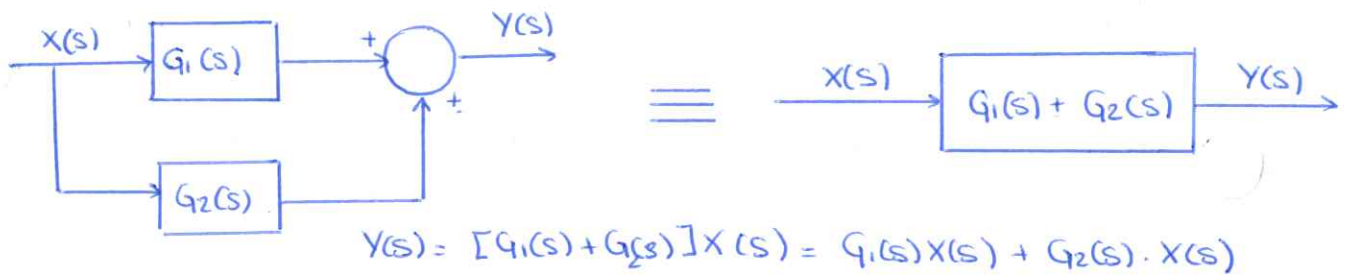 X(s)
G₁(s)
+
Y(s)
+
G₂(s)
≡
X(s)
G₁(s) + G₂(s)
Y(s)
Y(s) = [G₁(s) + G₂(s)] X(s) = G₁(s) X(s) + G₂(s) . X(s)